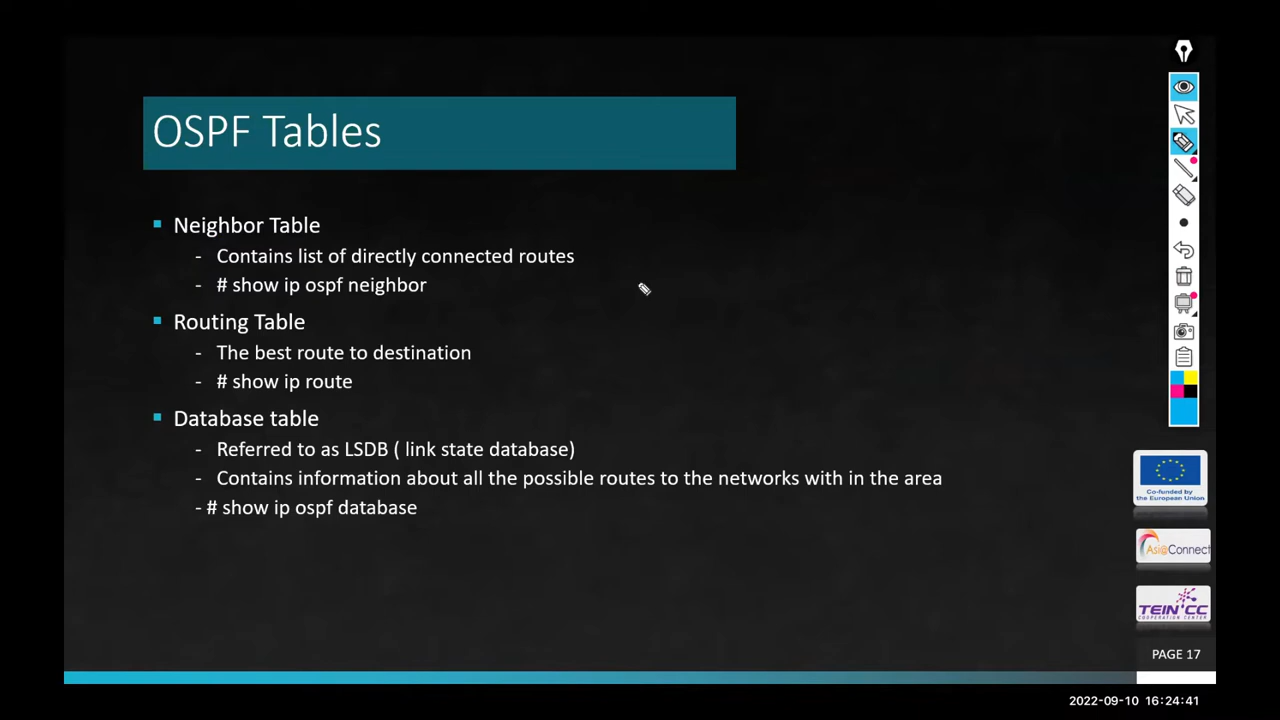 OSPF Tables
Neighbor Table
- Contains list of directly connected routes
- # show ip ospf neighbor
Routing Table
- The best route to destination
- # show ip route
Database table
- Referred to as LSDB ( link state database)
- Contains information about all the possible routes to the networks with in the area
- # show ip ospf database
Co-funded by
the European Union
Asi@Connect
TEIN*CC
COOPERATION CENTER
PAGE 17
2022-09-10 16:24:41